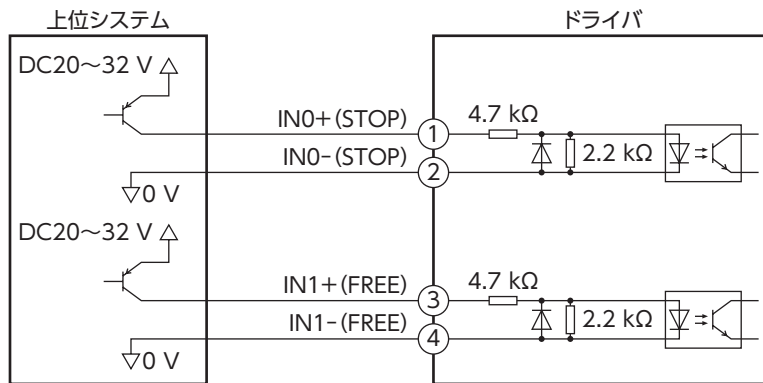 上位システム
ドライバ
DC20～32 V
IN0+(STOP)
1
4.7 kΩ
IN0-(STOP)
2
2.2 kΩ
0 V
DC20～32 V
IN1+(FREE)
3
4.7 kΩ
IN1-(FREE)
4
2.2 kΩ
0 V